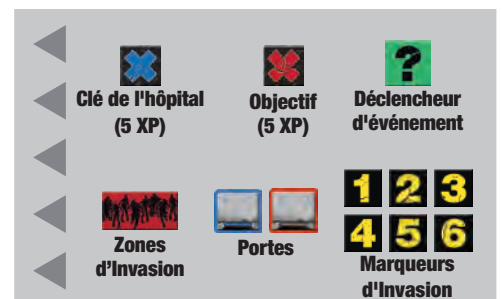 Clé de l'hôpital
(5 XP)
Objectif
(5 XP)
?
Déclencheur
d'événement
Zones
d'Invasion
Portes
1 2 3
4 5 6
Marqueurs
d'Invasion